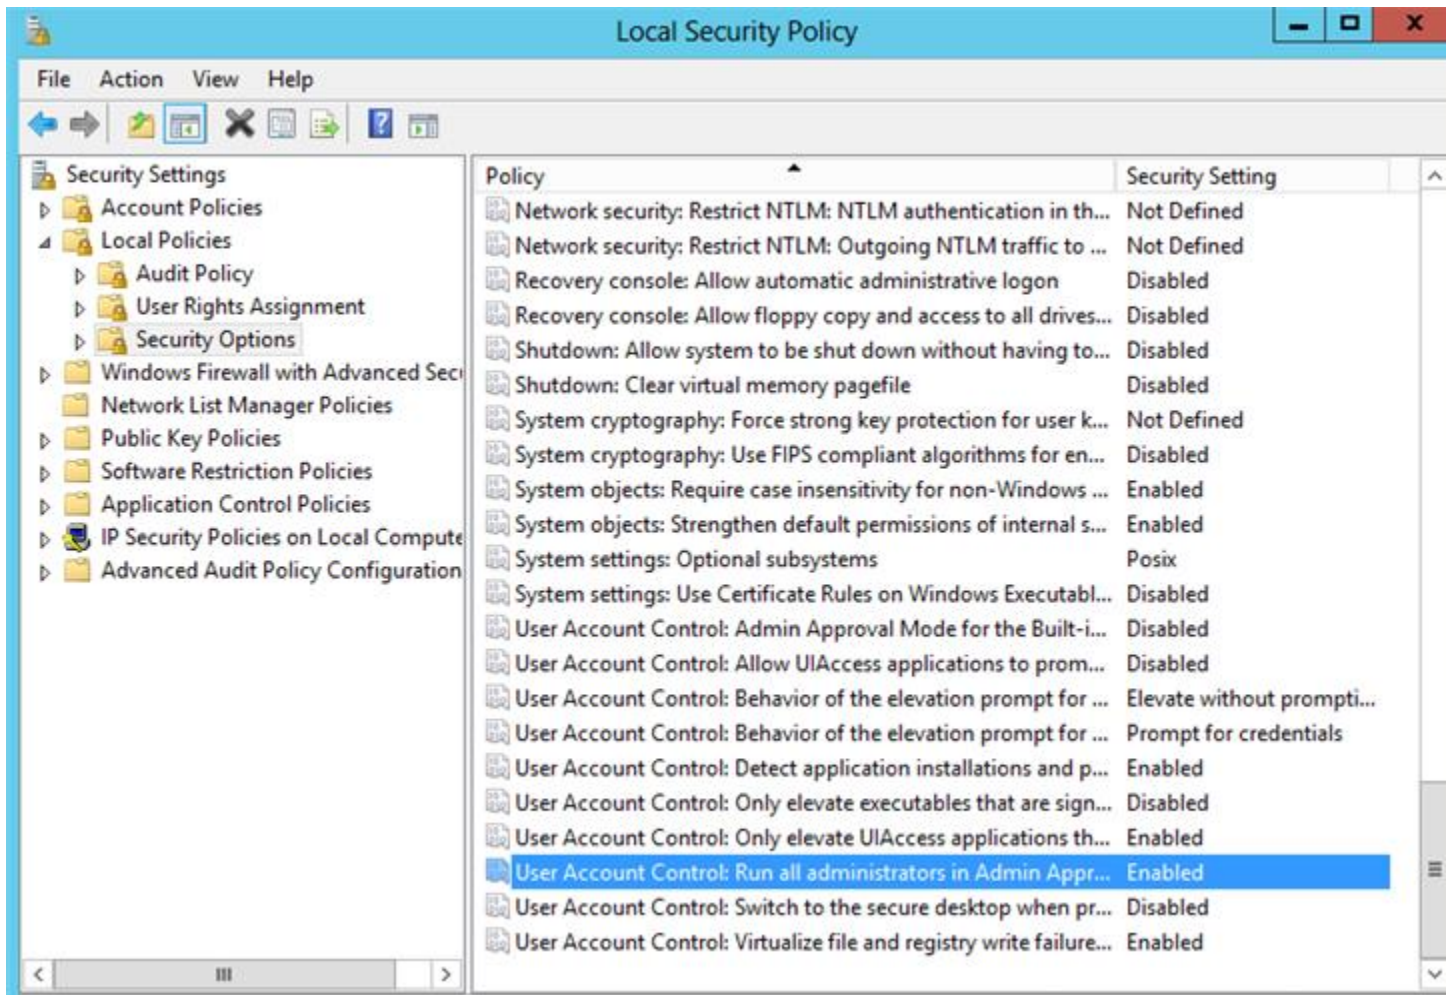 Local Security Policy
File Action View Help
Security Settings
Account Policies
Local Policies
Audit Policy
User Rights Assignment
Security Options
Windows Firewall with Advanced Secu
Network List Manager Policies
Public Key Policies
Software Restriction Policies
Application Control Policies
IP Security Policies on Local Compute
Advanced Audit Policy Configuration
Policy Security Setting
Network security: Restrict NTLM: NTLM authentication in th... Not Defined
Network security: Restrict NTLM: Outgoing NTLM traffic to ... Not Defined
Recovery console: Allow automatic administrative logon Disabled
Recovery console: Allow floppy copy and access to all drives... Disabled
Shutdown: Allow system to be shut down without having to... Disabled
Shutdown: Clear virtual memory pagefile Disabled
System cryptography: Force strong key protection for user k... Not Defined
System cryptography: Use FIPS compliant algorithms for en... Disabled
System objects: Require case insensitivity for non-Windows ... Enabled
System objects: Strengthen default permissions of internal s... Enabled
System settings: Optional subsystems Posix
System settings: Use Certificate Rules on Windows Executabl... Disabled
User Account Control: Admin Approval Mode for the Built-i... Disabled
User Account Control: Allow UIAccess applications to prom... Disabled
User Account Control: Behavior of the elevation prompt for ... Elevate without prompti...
User Account Control: Behavior of the elevation prompt for ... Prompt for credentials
User Account Control: Detect application installations and p... Enabled
User Account Control: Only elevate executables that are sign... Disabled
User Account Control: Only elevate UIAccess applications th... Enabled
User Account Control: Run all administrators in Admin Appr... Enabled
User Account Control: Switch to the secure desktop when pr... Disabled
User Account Control: Virtualize file and registry write failure... Enabled